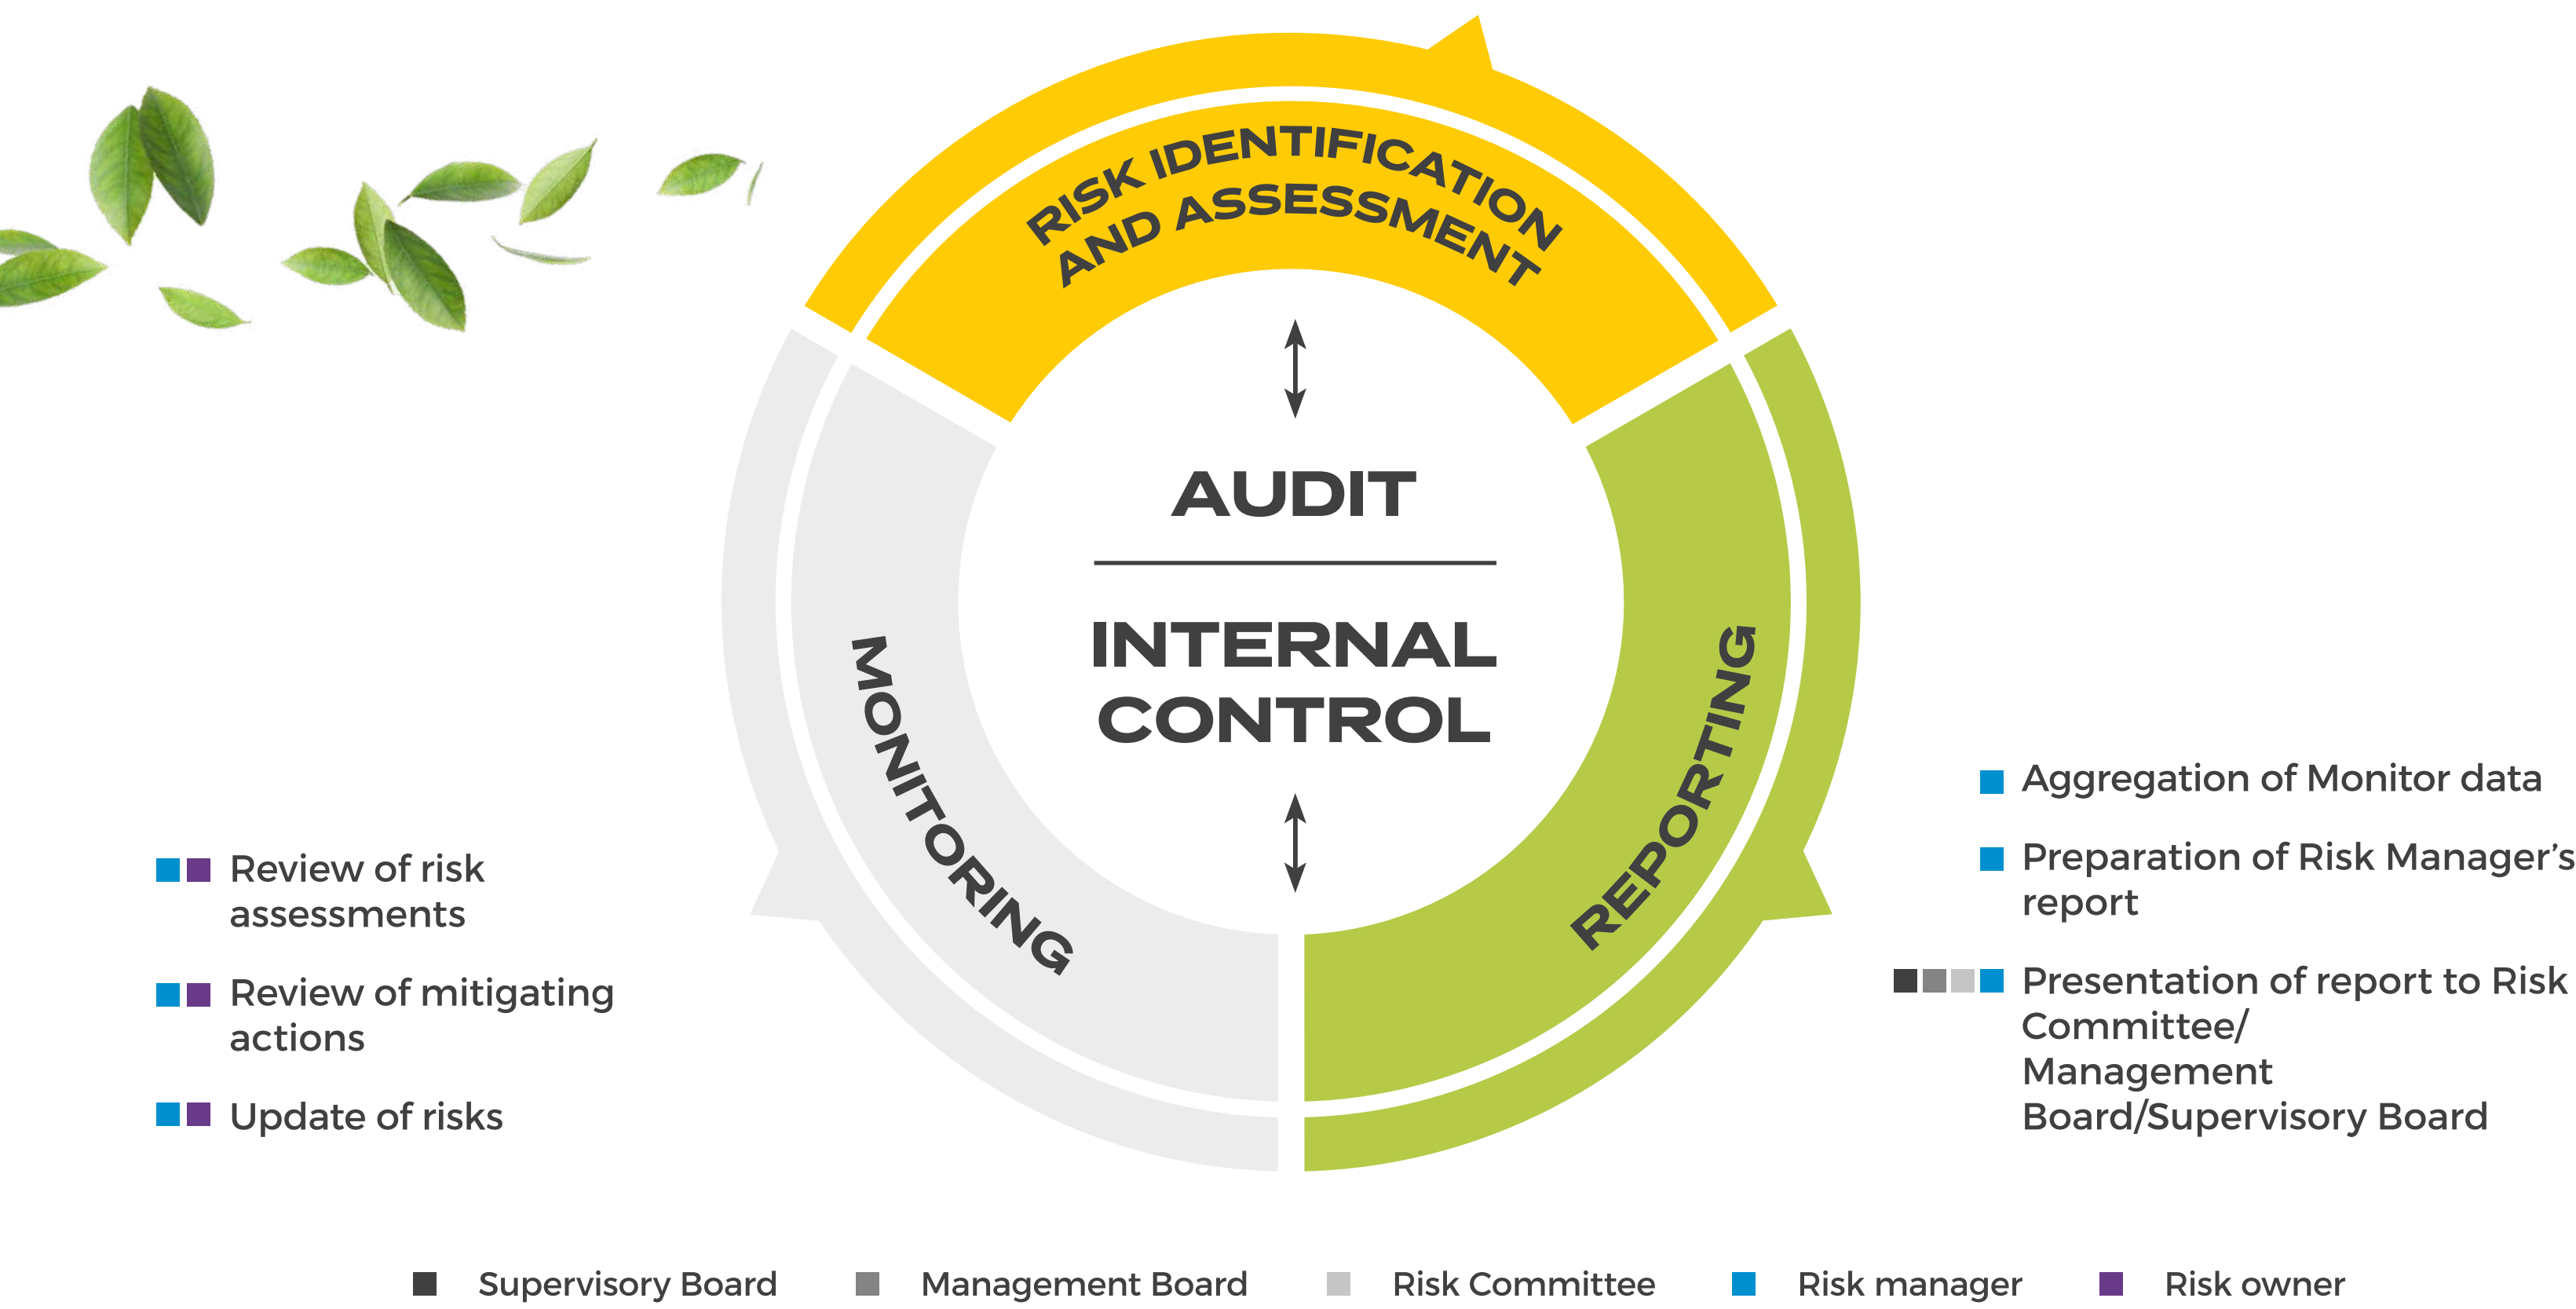 RISK IDENTIFICATION
AND ASSESSMENT
AUDIT
INTERNAL
CONTROL
MONITORING
REPORTING
Review of risk
assessments
Review of mitigating
actions
Update of risks
Aggregation of Monitor data
Preparation of Risk Manager’s
report
Presentation of report to Risk
Committee/
Management
Board/Supervisory Board
Supervisory Board
Management Board
Risk Committee
Risk manager
Risk owner